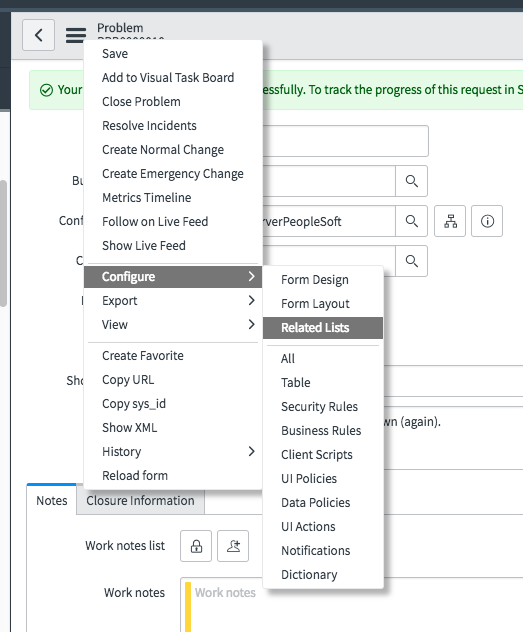 Problem
Save
Your
sfully. To track the progress of this request in S
Add to Visual Task Board
Close Problem
Resolve Incidents
Create Normal Change
Create Emergency Change
Bu
Metrics Timeline
Follow on Live Feed
Conf
rverPeopleSoft
Show Live Feed
C
Configure
Form Design
Export
Form Layout
View
Related Lists
Create Favorite
All
Copy URL
Table
Sho
Copy sys_id
Security Rules
Show XML
Business Rules
wn (again).
History
Client Scripts
Reload form
UI Policies
Notes
Closure Information
Data Policies
UI Actions
Work notes list
Notifications
Dictionary
Work notes
Work notes